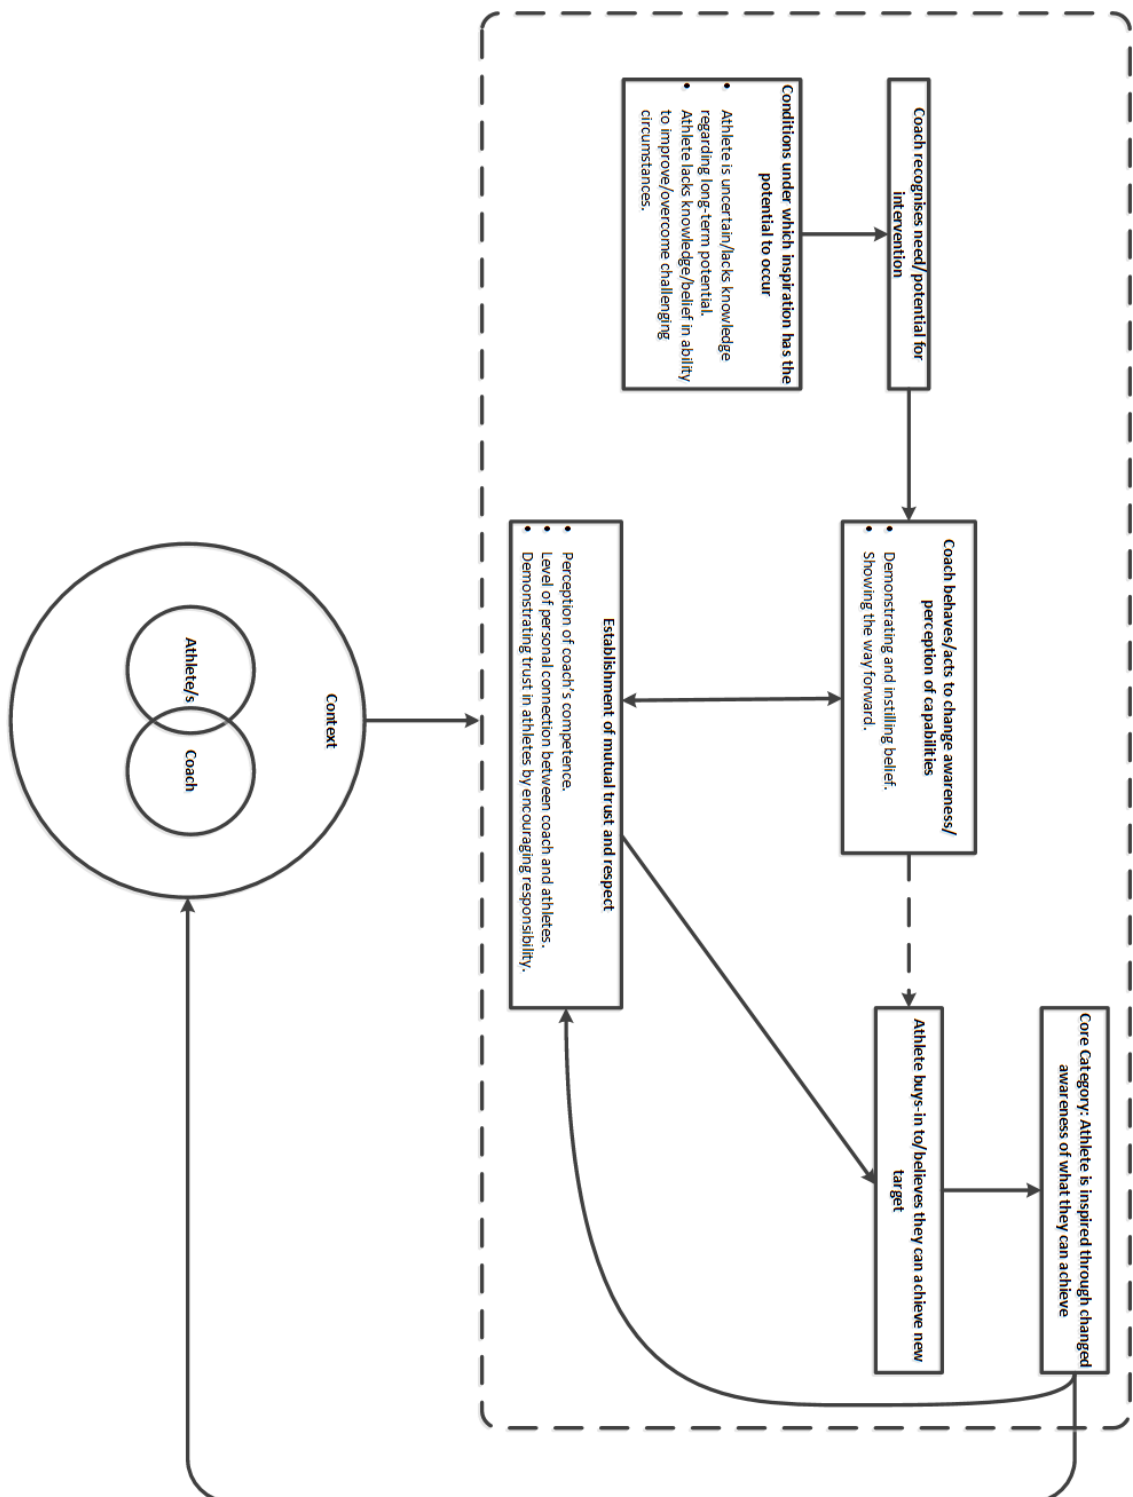 Core Category: Athlete is inspired through changed
awareness of what they can achieve
Coach recognises need/potential for
intervention
Coach behaves/acts to change awareness/
perception of capabilities
• Demonstrating and instilling belief.
• Showing the way forward.
Athlete buys-in to/believes they can achieve new
target
Conditions under which inspiration has the
potential to occur
• Athlete is uncertain/lacks knowledge
regarding long-term potential.
• Athlete lacks knowledge/belief in ability
to improve/overcome challenging
circumstances.
Establishment of mutual trust and respect
• Perception of coach's competence.
• Level of personal connection between coach and athletes.
• Demonstrating trust in athletes by encouraging responsibility.
Context
Athlete/s
Coach